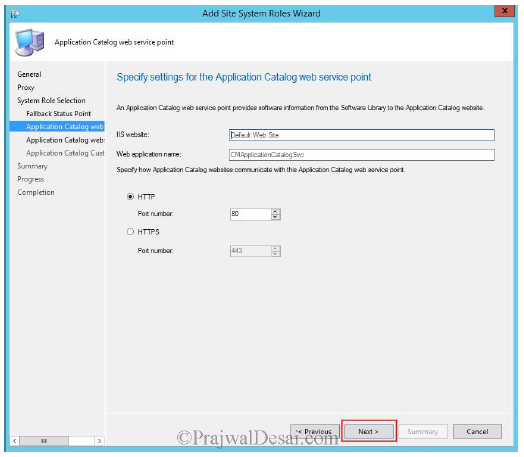 Add Site System Roles Wizard
x
Application Catalog web service point
General
Proxy
System Role Selection
Fallback Status Point
Application Catalog web
Application Catalog web
Application Catalog Cust
Summary
Progress
Completion
Specify settings for the Application Catalog web service point
An Application Catalog web service point provides software information from the Software Library to the Application Catalog website.
IIS website:
Default Web Site
Web application name:
CMApplicationCatalogSvc
Specify how Application Catalog websites communicate with this Application Catalog web service point.
HTTP
Port number:
80
HTTPS
Port number:
443
< Previous
Next >
Summary
Cancel
©PrajwalDesai.com